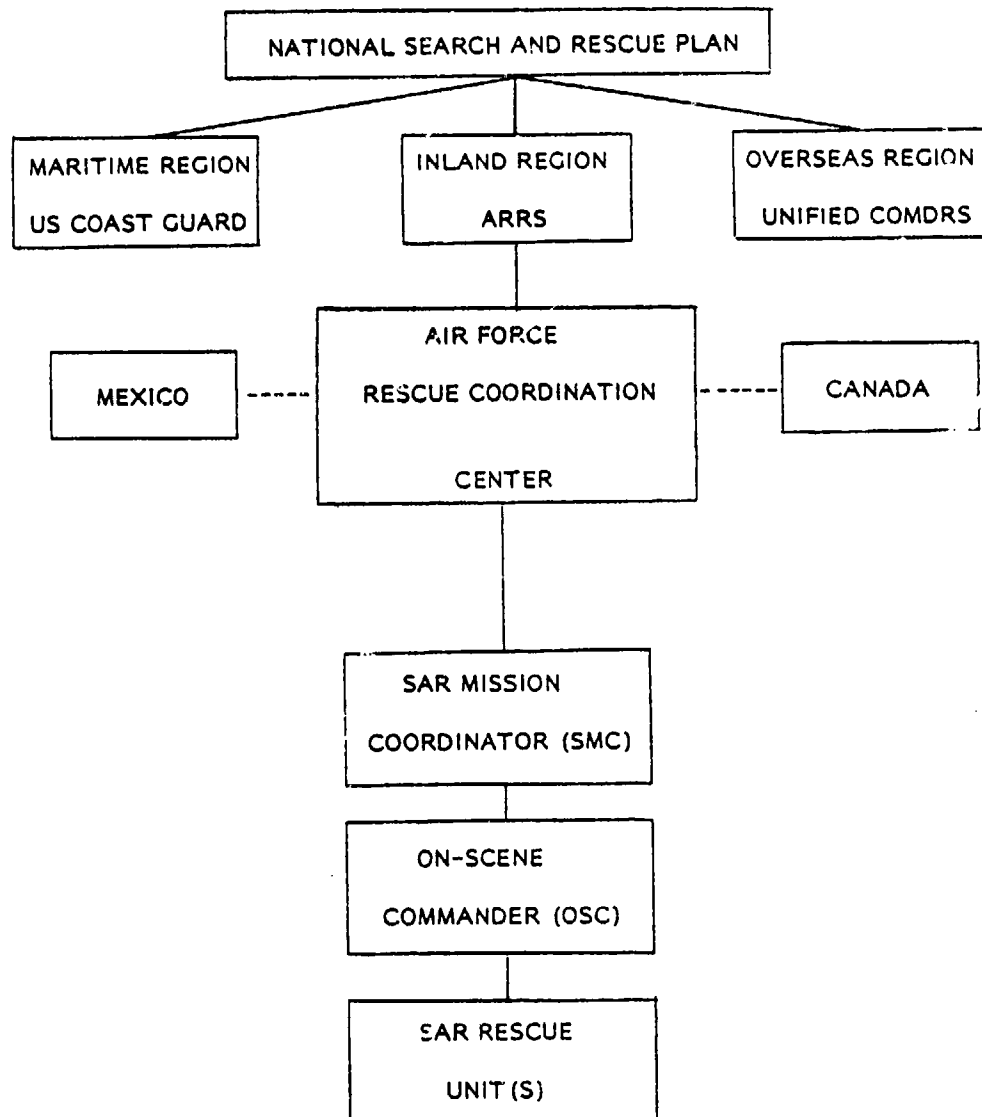 NATIONAL SEARCH AND RESCUE PLAN
MARITIME REGION
US COAST GUARD
INLAND REGION
ARRS
OVERSEAS REGION
UNIFIED COMDRS
AIR FORCE
RESCUE COORDINATION
CENTER
MEXICO
CANADA
SAR MISSION
COORDINATOR (SMC)
ON-SCENE
COMMANDER (OSC)
SAR RESCUE
UNIT(S)